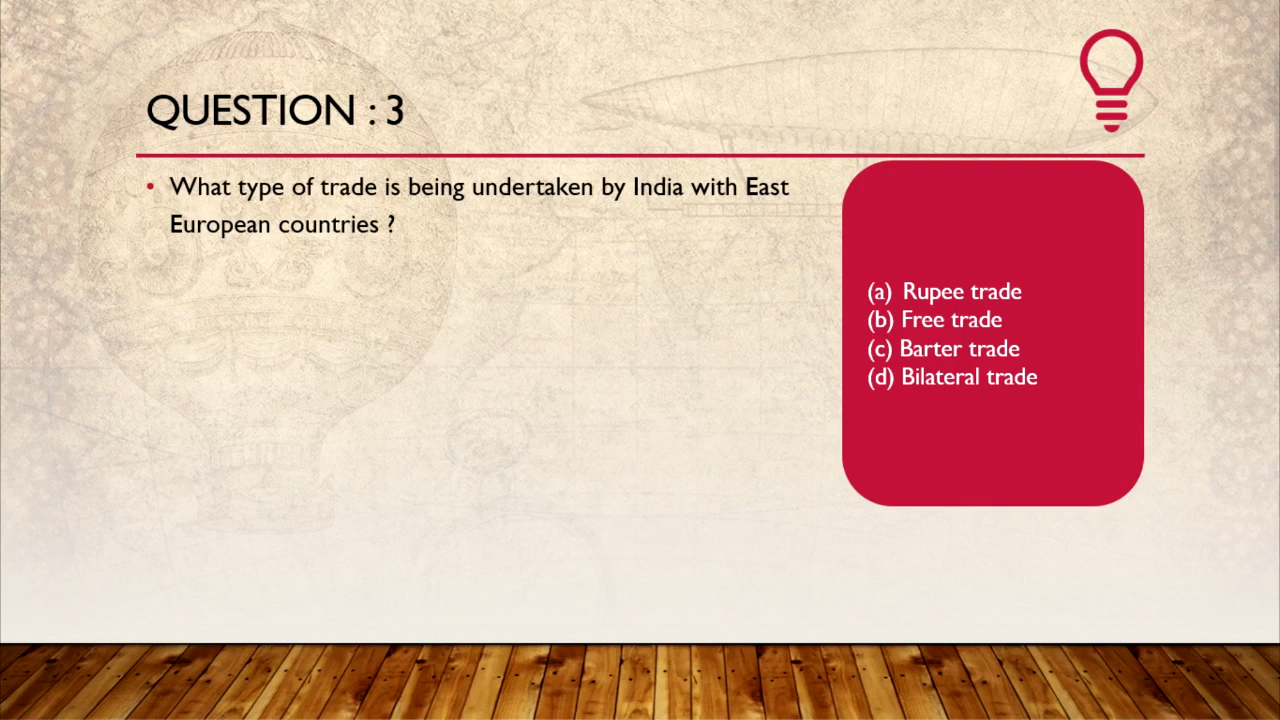 QUESTION : 3
• What type of trade is being undertaken by India with East
European countries ?
(a) Rupee trade
(b) Free trade
(c) Barter trade
(d) Bilateral trade